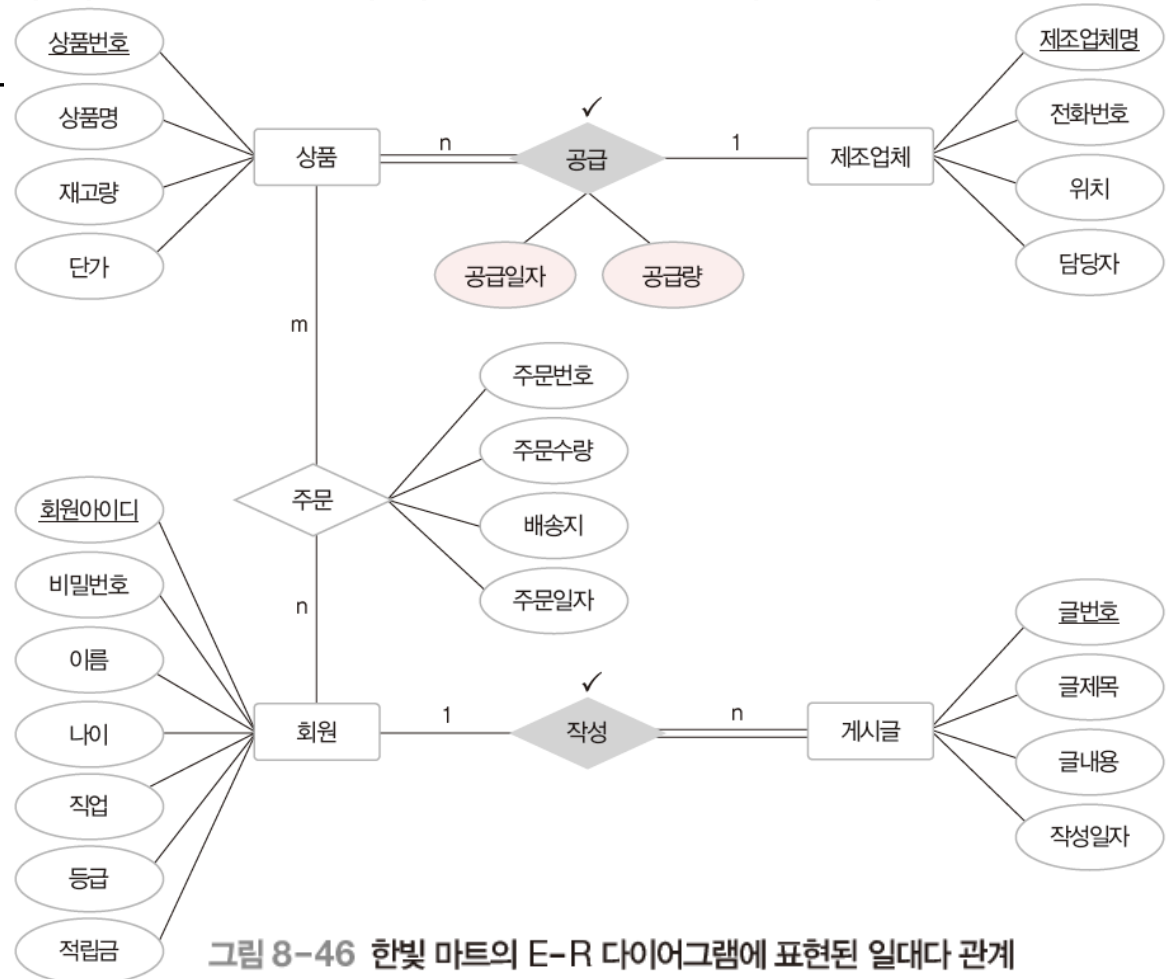 상품번호
상품명
재고량
단가
상품
n
✓
공급
1
제조업체
제조업체명
전화번호
위치
담당자
공급일자
공급량
m
주문
주문번호
주문수량
배송지
주문일자
n
회원아이디
비밀번호
이름
나이
직업
등급
적립금
회원
1
✓
작성
n
게시글
글번호
글제목
글내용
작성일자
그림 8-46 한빛 마트의 E-R 다이어그램에 표현된 일대다 관계